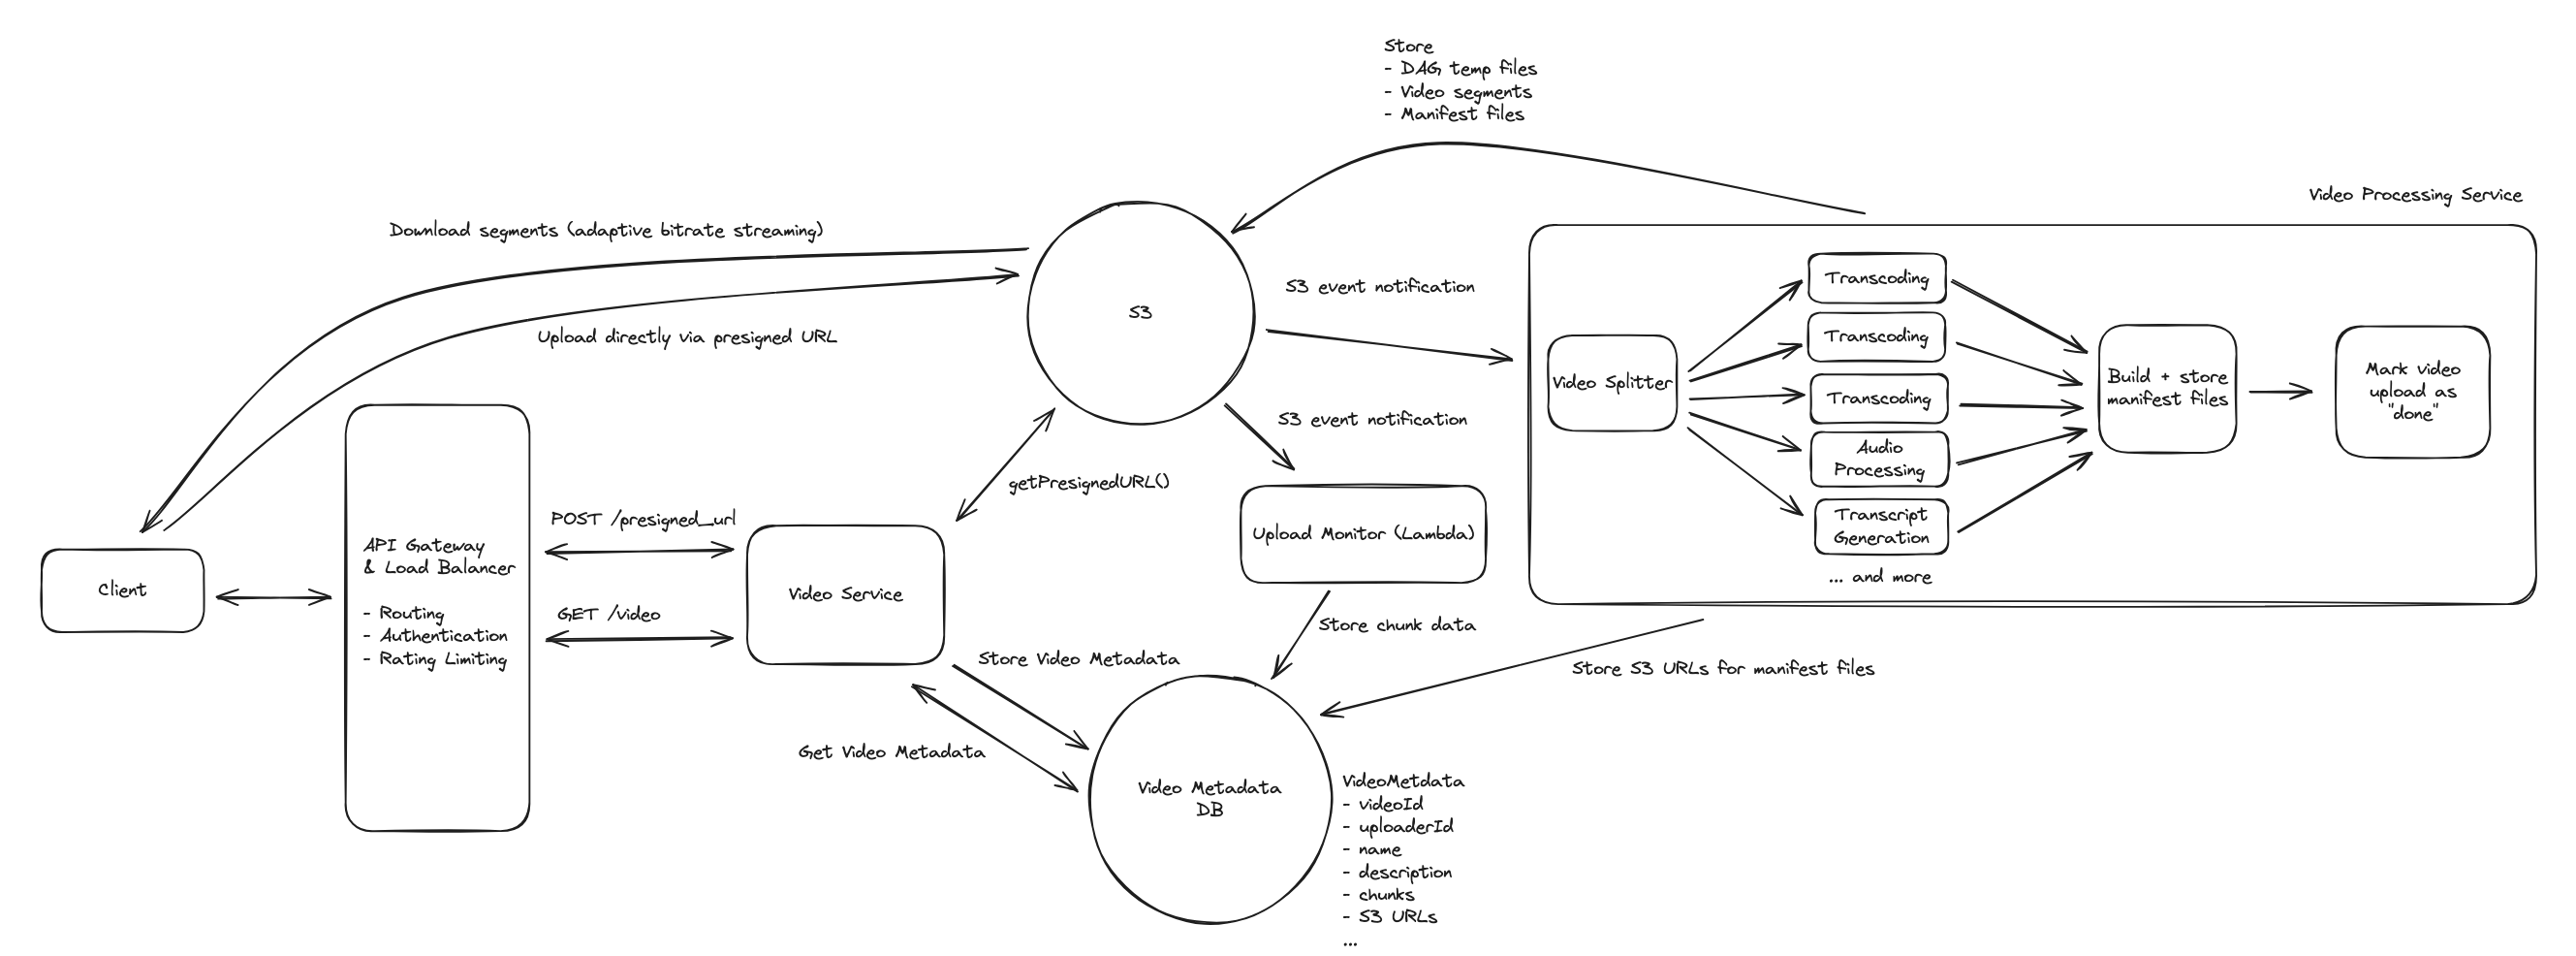 Store
- DAG temp files
- Video segments
- Manifest files
Video Processing Service
Download segments (adaptive bitrate streaming)
Upload directly via presigned URL
S3
S3 event notification
S3 event notification
Video Splitter
Transcoding
Transcoding
Transcoding
Audio
Processing
Transcript
Generation
... and more
Build + store
manifest files
Mark video
upload as
"done"
getPresignedURL()
Upload Monitor (Lambda)
Client
API Gateway
& Load Balancer
- Routing
- Authentication
- Rating Limiting
POST /presigned_url
GET /video
Video Service
Store chunk data
Store Video Metadata
Store S3 URLs for manifest files
Get Video Metadata
Video Metadata
DB
VideoMetdata
- videoId
- uploaderId
- name
- description
- chunks
- S3 URLs
...